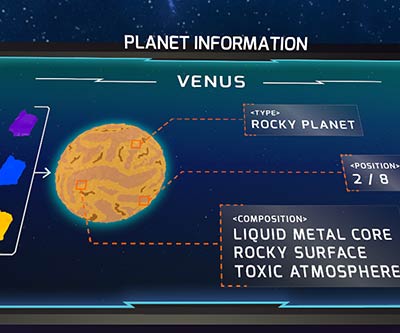 PLANET INFORMATION
VENUS
<TYPE>
ROCKY PLANET
<POSITION>
2 / 8
<COMPOSITION>
LIQUID METAL CORE
ROCKY SURFACE
TOXIC ATMOSPHERE